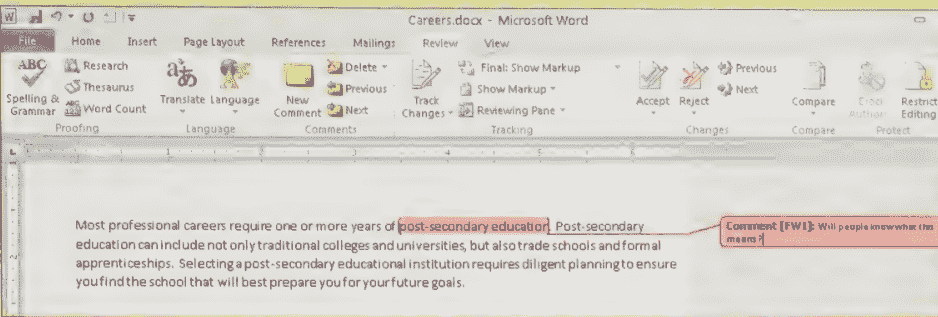 Careers.docx - Microsoft Word
File Home Insert Page Layout References Mailings Review View
ABC Research Delete Final: Show Markup Previous
Thesaurus Previous Show Markup Next
Spelling & Grammar Word Count Translate Language New Comment Next Track Changes Reviewing Pane Accept Reject Compare Block Authors Restrict Editing
Proofing Language Comments Tracking Changes Compare Protect
Most professional careers require one or more years of post-secondary education. Post-secondary
education can include not only traditional colleges and universities, but also trade schools and formal
apprenticeships. Selecting a post-secondary educational institution requires diligent planning to ensure
you find the school that will best prepare you for your future goals.
Comment [FW1]: Will people know what this
means?